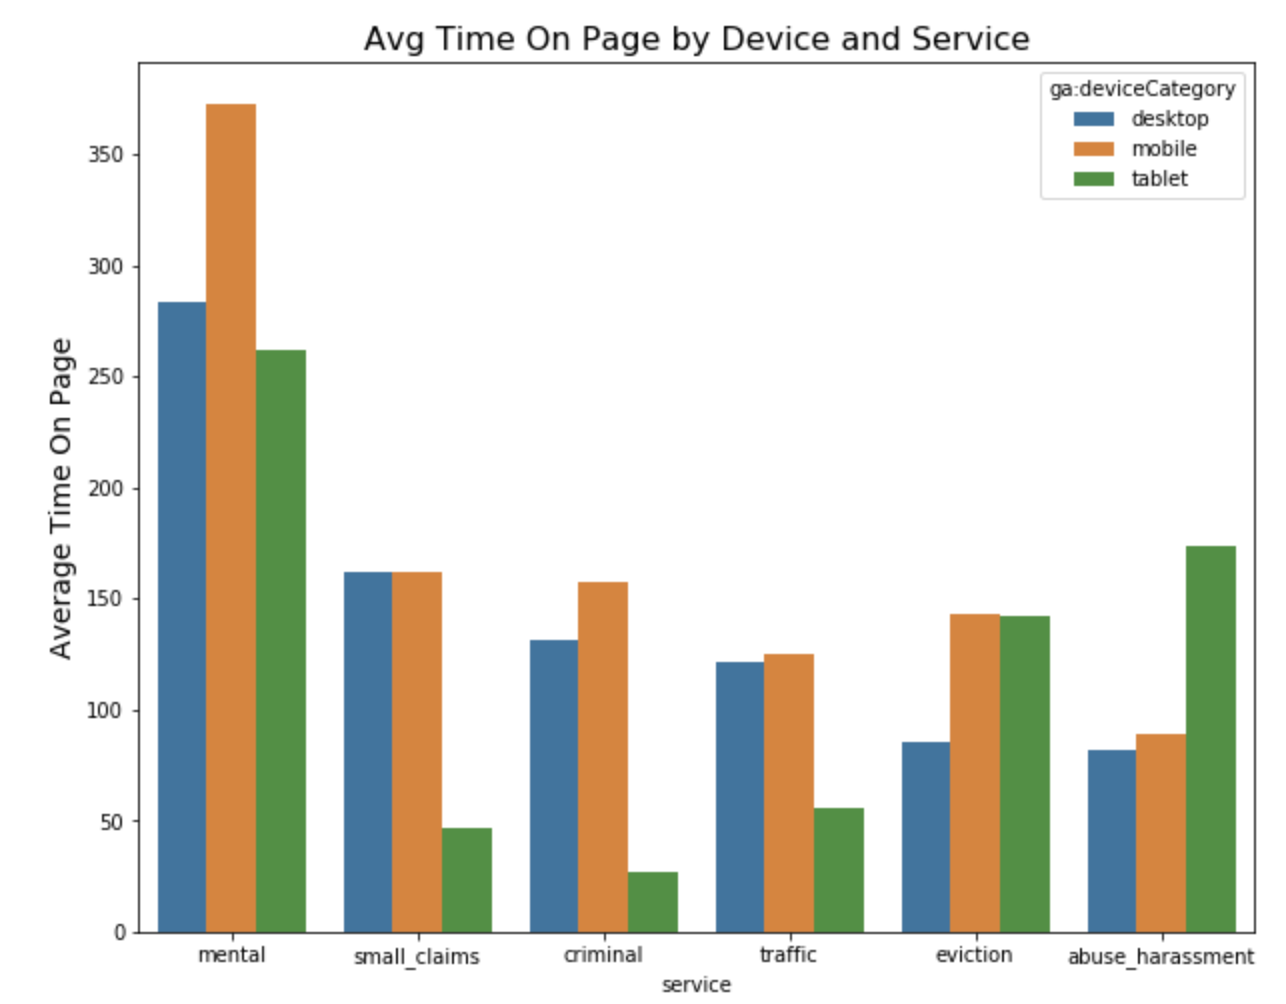 Avg Time On Page by Device and Service
ga:deviceCategory
desktop
mobile
tablet
Average Time On Page
350
300
250
200
150
100
50
0
mental small_claims criminal traffic eviction abuse_harassment
service